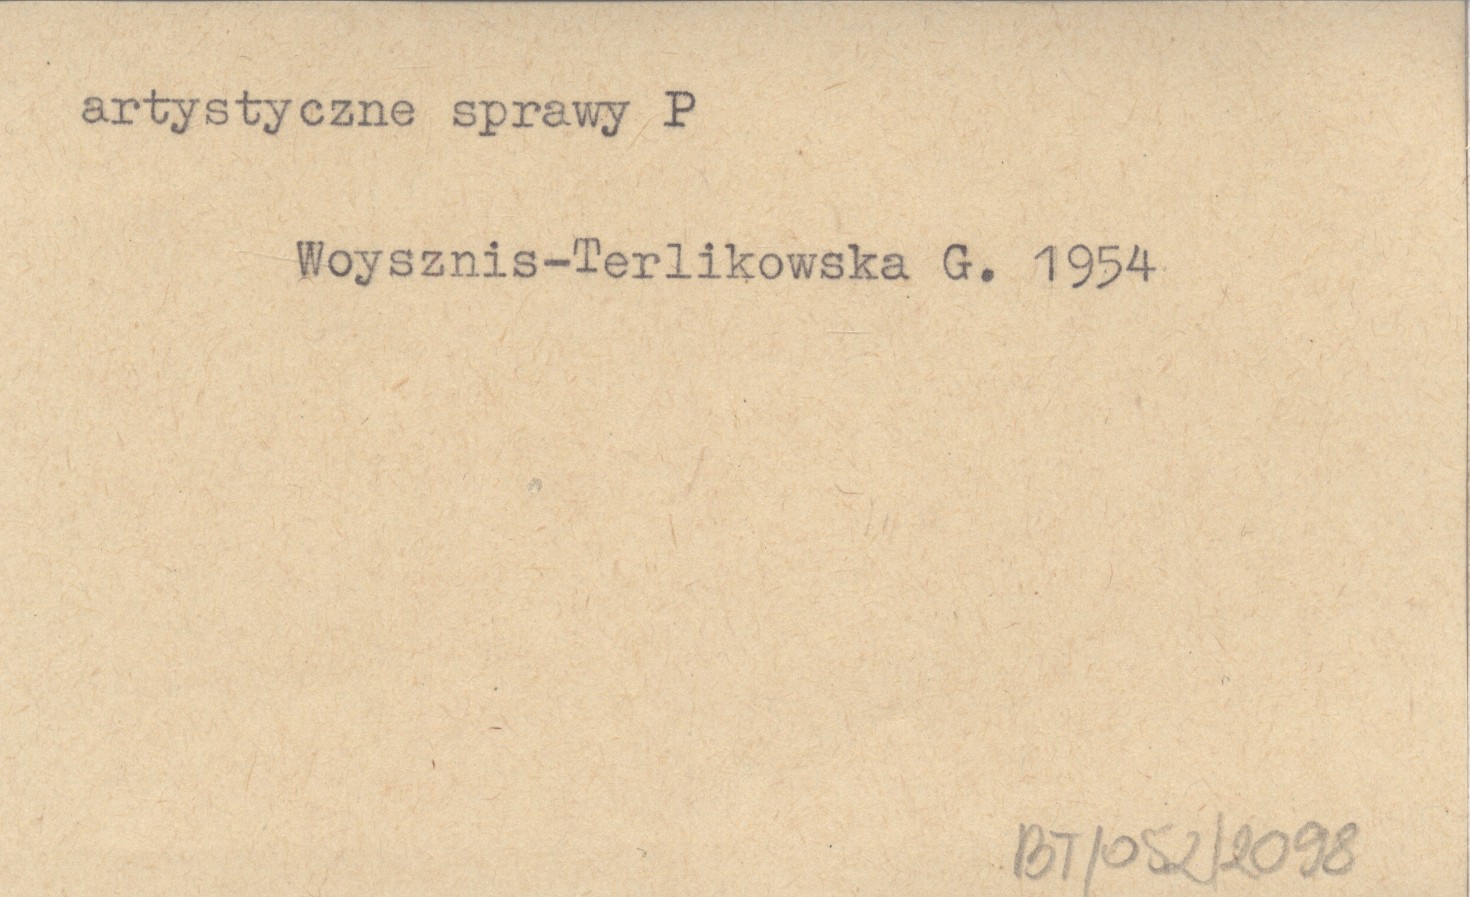 artystyczne sprawy P
Woysznis-Terlikowska G. 1954
BT/052/2098